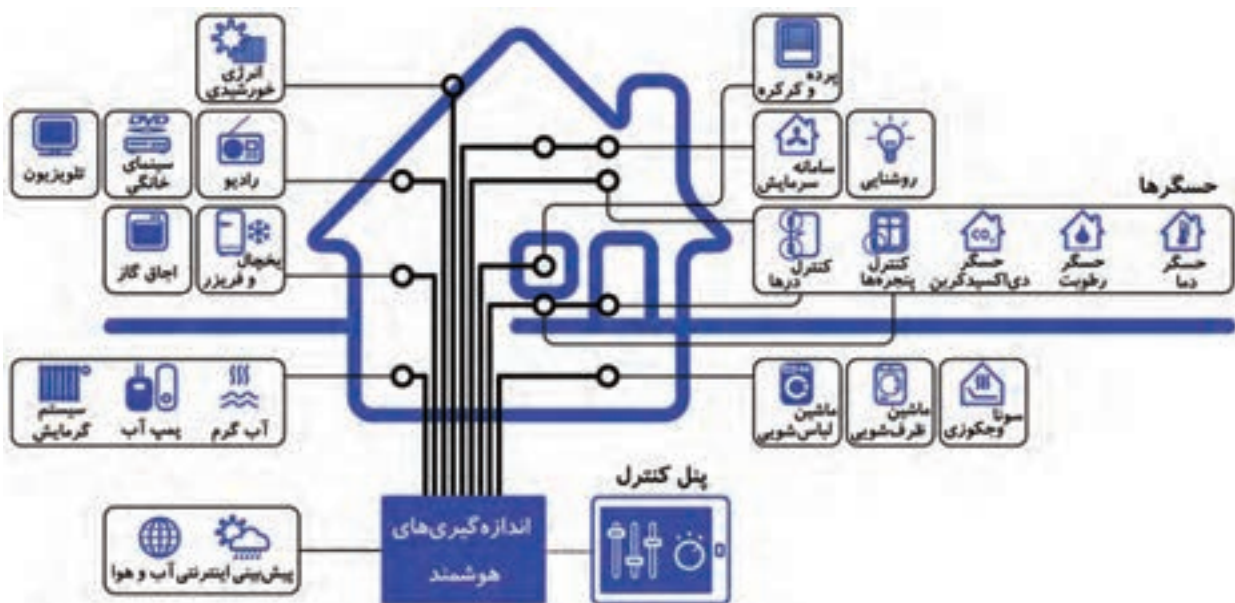 انرژی
خورشیدی
پرده
و کرکره
تلویزیون
DVD
سینمای
خانگی
رادیو
سامانه
سرمایش
روشنایی
حسگرها
اجاق گاز
یخچال
و فریزر
کنترل
درها
کنترل
پنجره‌ها
CO₂
حسگر
دی‌اکسیدکربن
حسگر
رطوبت
حسگر
دما
سیستم
گرمایش
پمپ آب
آب گرم
ماشین
لباس‌شویی
ماشین
ظرف‌شویی
سونا
وجکوزی
پنل کنترل
اندازه‌گیری‌های
هوشمند
پیش‌بینی اینترنتی آب و هوا